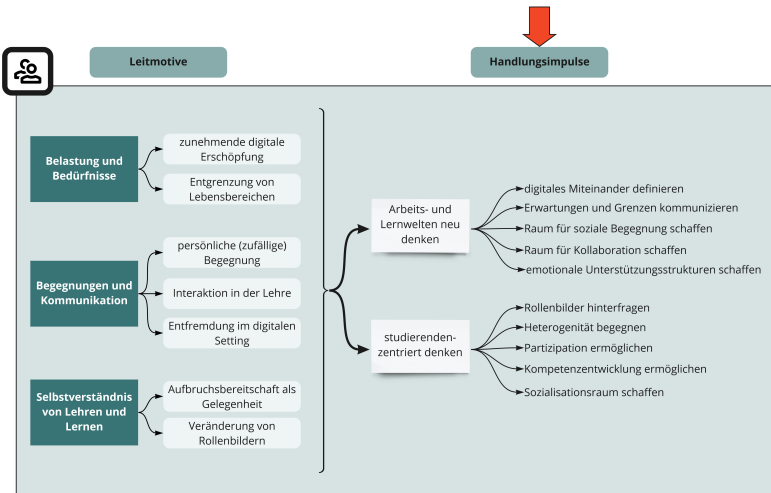 Leitmotive
Handlungsimpulse
Belastung und
Bedürfnisse
zunehmende digitale
Erschöpfung
Entgrenzung von
Lebensbereichen
Begegnungen und
Kommunikation
persönliche (zufällige)
Begegnung
Interaktion in der Lehre
Entfremdung im digitalen
Setting
Selbstverständnis
von Lehren und
Lernen
Aufbruchsbereitschaft als
Gelegenheit
Veränderung von
Rollenbildern
Arbeits- und
Lernwelten neu
denken
digitales Miteinander definieren
Erwartungen und Grenzen kommunizieren
Raum für soziale Begegnung schaffen
Raum für Kollaboration schaffen
emotionale Unterstützungsstrukturen schaffen
studierenden-
zentriert denken
Rollenbilder hinterfragen
Heterogenität begegnen
Partizipation ermöglichen
Kompetenzentwicklung ermöglichen
Sozialisationsraum schaffen